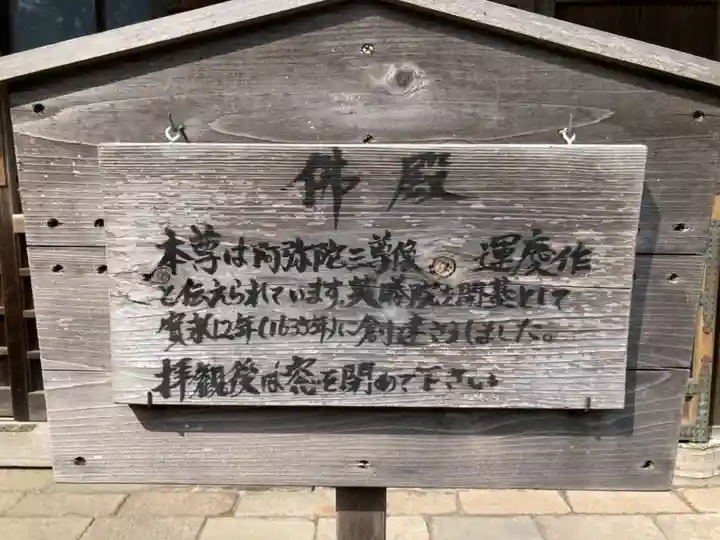 佛殿
本尊は阿弥陀三尊像 運慶作
と伝えられています。英勝院を開基として
寛永12年(1635年)に創建されました。
拝観後は窓を閉めて下さい